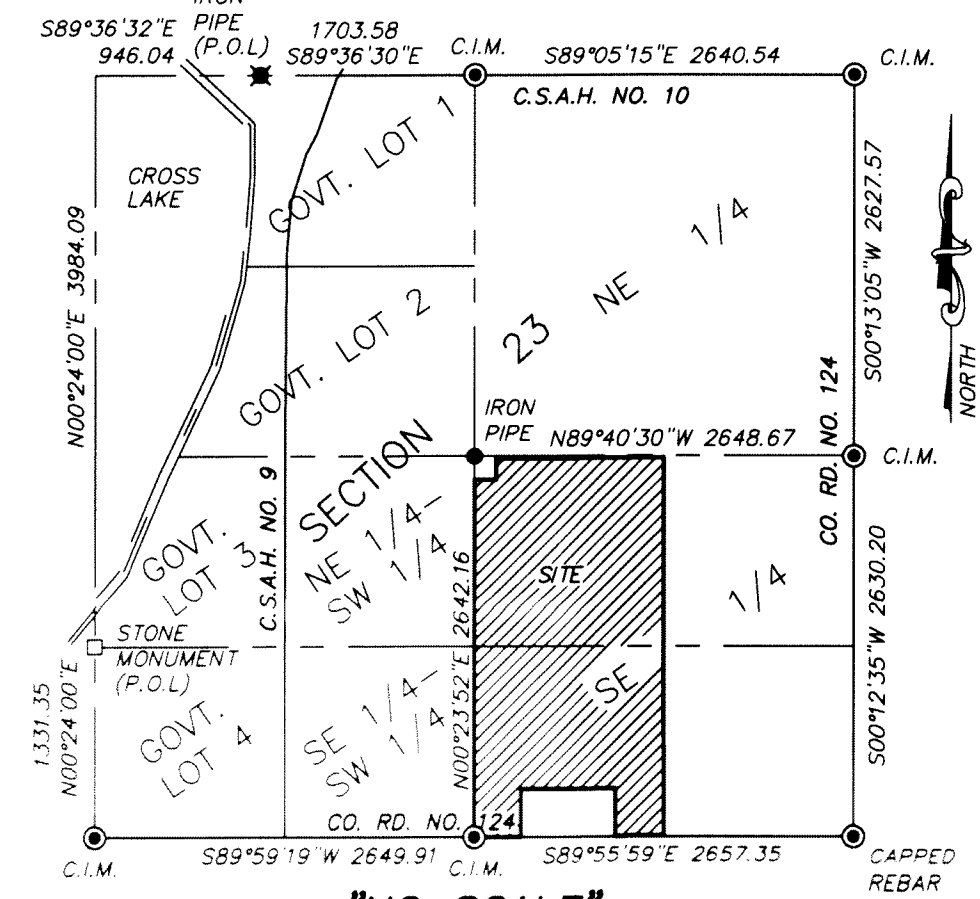 IRON
PIPE
(P.O.L)
S89°36'32"E
946.04
1703.58
S89°36'30"E
C.I.M.
S89°05'15"E 2640.54
C.I.M.
C.S.A.H. NO. 10
CROSS
LAKE
GOVT. LOT 1
N00°24'00"E 3984.09
GOVT. LOT 2
23 NE 1/4
S00°13'05"W 2627.57
NORTH
CO. RD. NO. 124
IRON
PIPE
N89°40'30"W 2648.67
C.I.M.
SECTION
C.S.A.H. NO. 9
GOVT.
LOT 3
NE 1/4-
SW 1/4
N00°23'52"E 2642.16
SITE
SE 1/4
S00°12'35"W 2630.20
STONE
MONUMENT
(P.O.L)
1331.35
N00°24'00"E
GOVT.
LOT 4
SE 1/4-
SW 1/4
CO. RD. NO. 124
C.I.M.
S89°59'19"W 2649.91
C.I.M.
S89°55'59"E 2657.35
CAPPED
REBAR